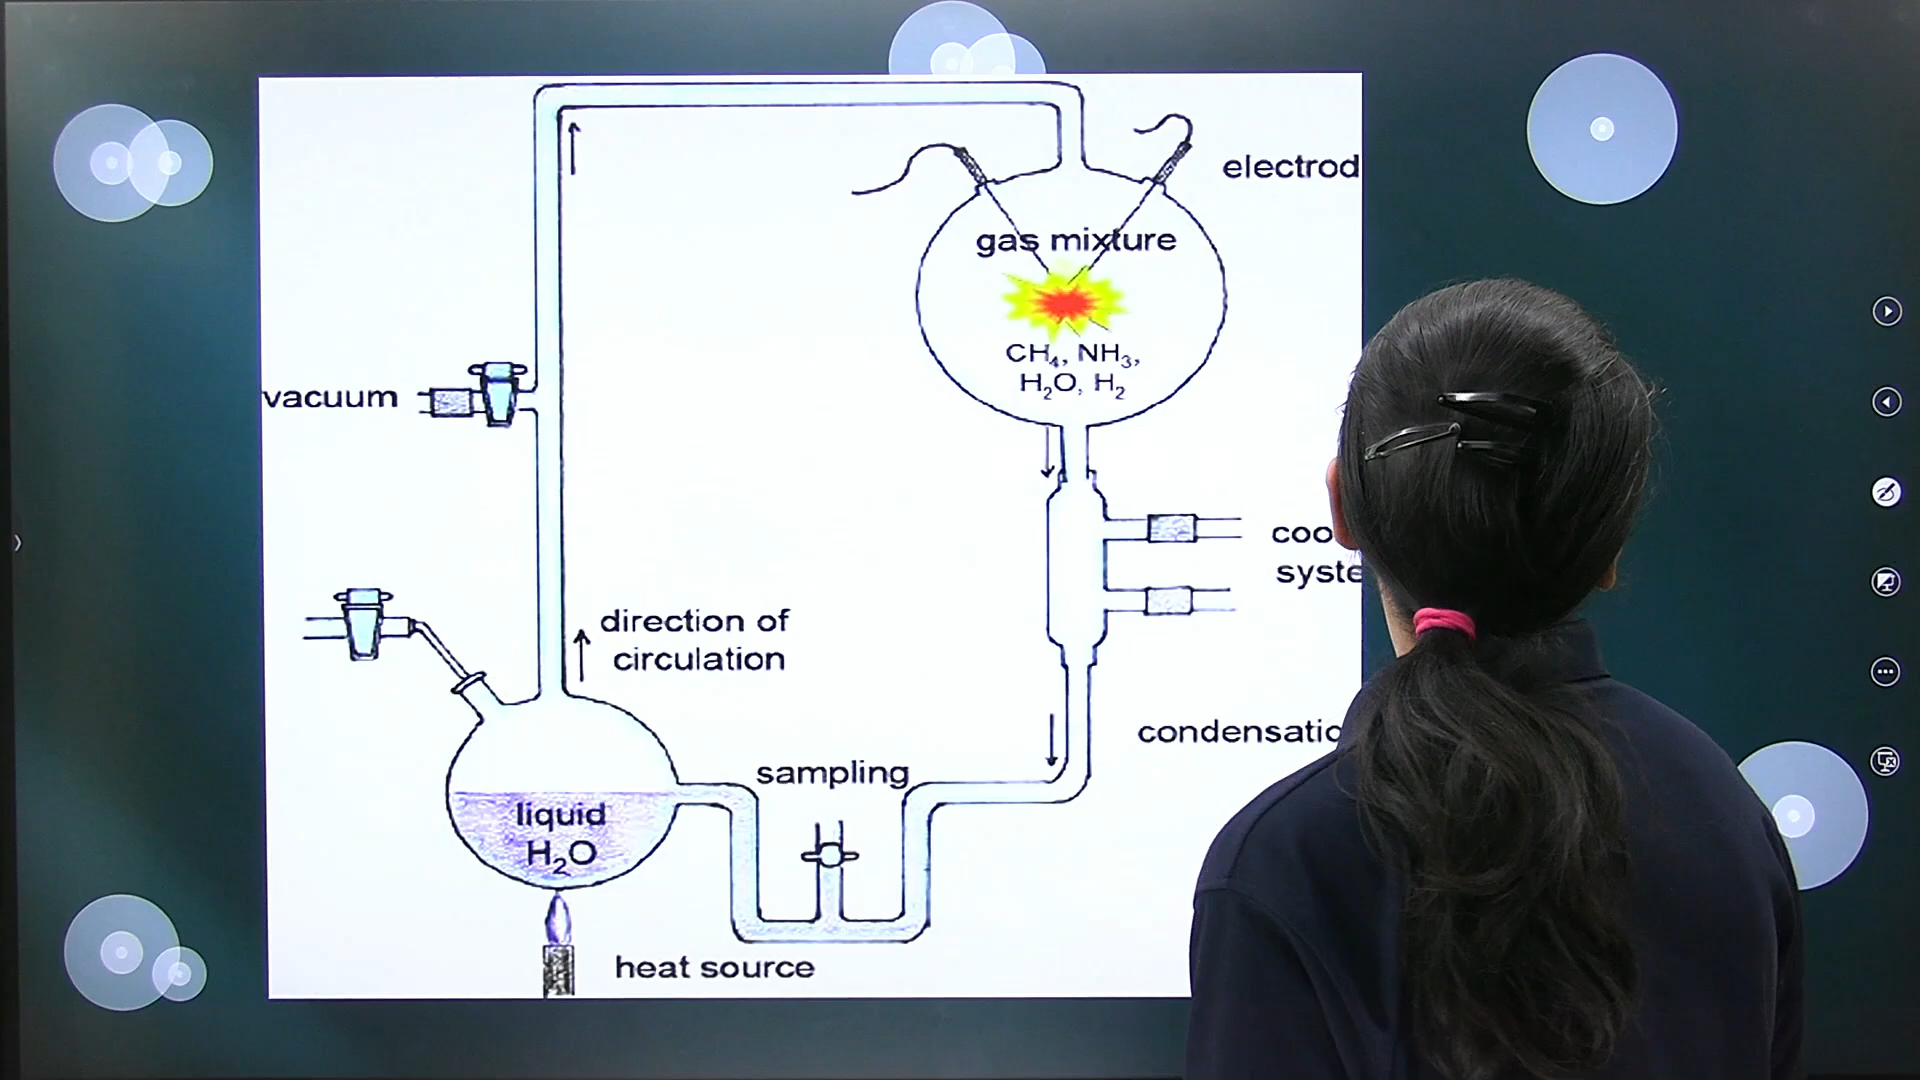 electrod
gas mixture
CH₄, NH₃,
H₂O, H₂
vacuum
coo
syste
direction of
circulation
condensatio
sampling
liquid
H₂O
heat source